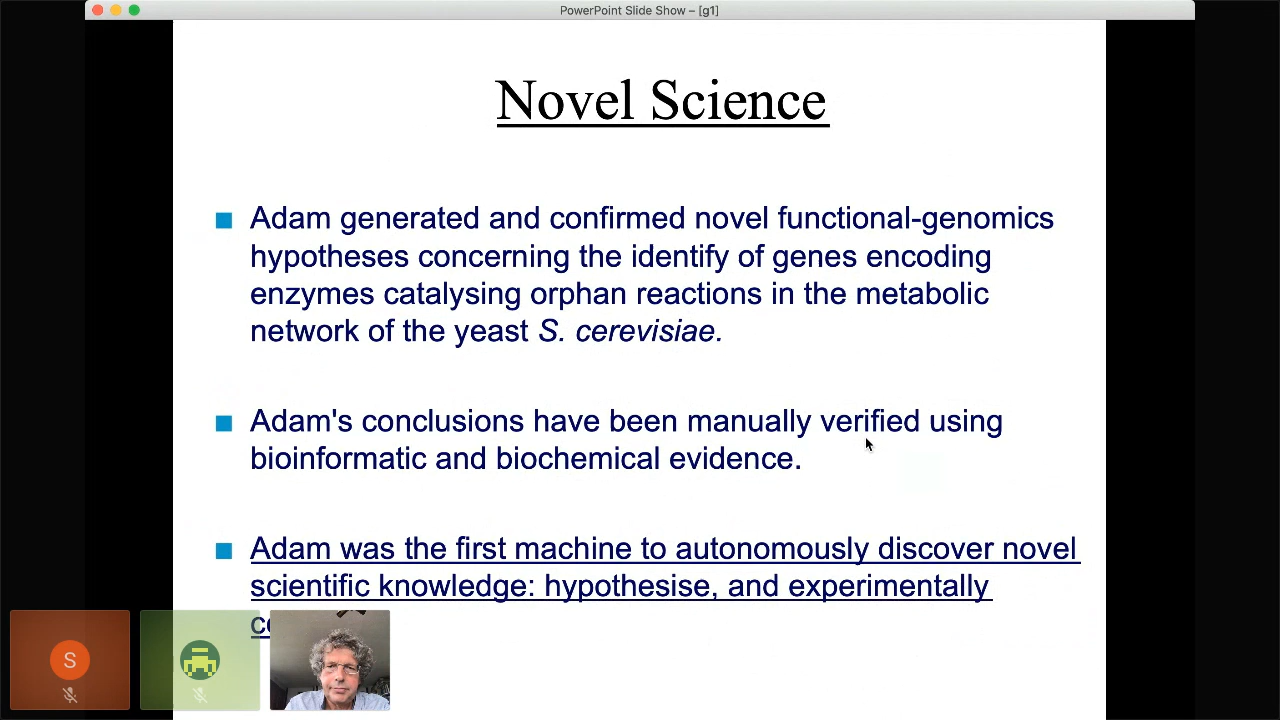 PowerPoint Slide Show – [g1]
Novel Science
Adam generated and confirmed novel functional-genomics
hypotheses concerning the identify of genes encoding
enzymes catalysing orphan reactions in the metabolic
network of the yeast S. cerevisiae.
Adam's conclusions have been manually verified using
bioinformatic and biochemical evidence.
Adam was the first machine to autonomously discover novel
scientific knowledge: hypothesise, and experimentally
S